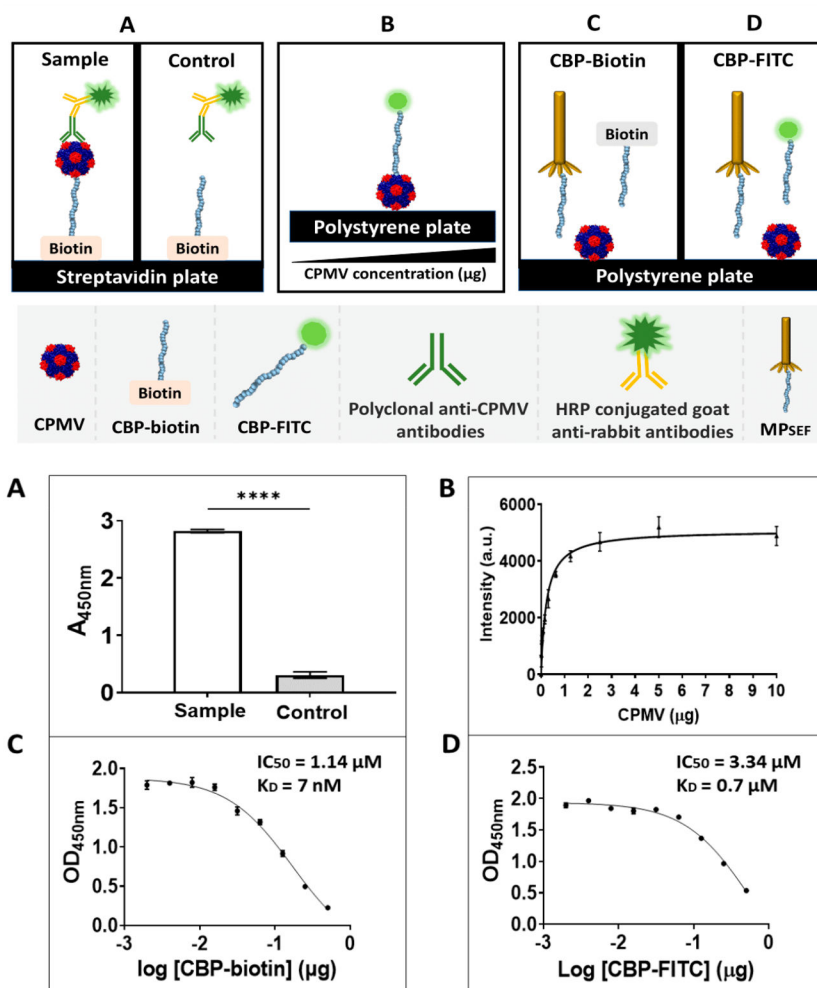 A
B
C
D
Sample
Control
CBP-Biotin
CBP-FITC
Biotin
Biotin
Biotin
Streptavidin plate
Polystyrene plate
CPMV concentration (µg)
Polystyrene plate
Biotin
CPMV
CBP-biotin
CBP-FITC
Polyclonal anti-CPMV
antibodies
HRP conjugated goat
anti-rabbit antibodies
MPSEF
A
****
3
2
1
0
A450nm
Sample
Control
B
6000
4000
2000
0
Intensity (a.u.)
0 1 2 3 4 5 6 7 8 9 10
CPMV (µg)
C
IC50 = 1.14 µM
KD = 7 nM
2.0
1.5
1.0
0.5
0.0
OD450nm
-3 -2 -1 0
log [CBP-biotin] (µg)
D
IC50 = 3.34 µM
KD = 0.7 µM
2.5
2.0
1.5
1.0
0.5
0.0
OD450nm
-3 -2 -1 0
Log [CBP-FITC] (µg)